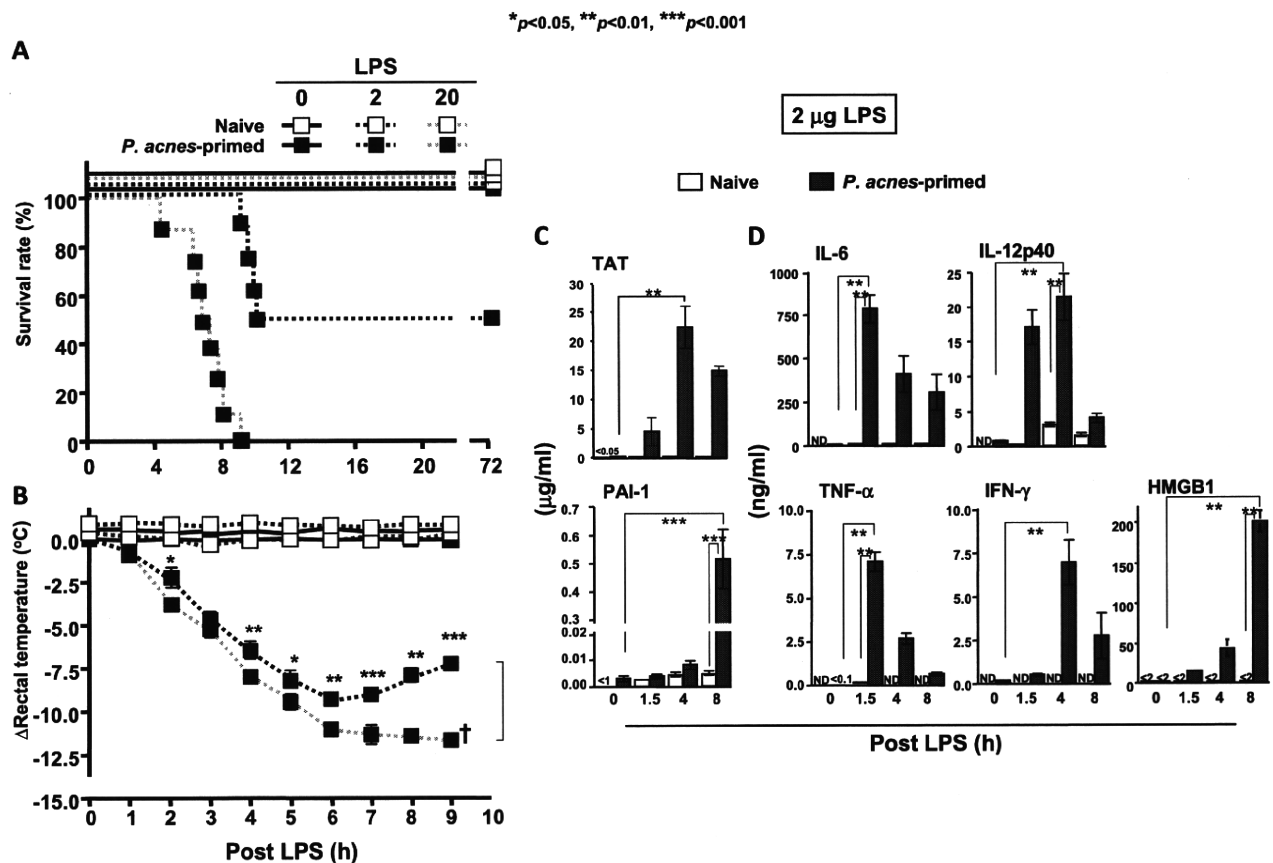 *p<0.05, **p<0.01, ***p<0.001
A
LPS
0 2 20
Naive
P. acnes-primed
Survival rate (%)
100
80
60
40
20
0
0 4 8 12 16 20 72
B
ΔRectal temperature (ºC)
0.0
-2.5
-5.0
-7.5
-10.0
-12.5
-15.0
* ** * ** *** ** ***
†
0 1 2 3 4 5 6 7 8 9 10
Post LPS (h)
2 μg LPS
Naive P. acnes-primed
C
TAT
30
25
20
15
10
5
0
**
<0.05
(μg/ml)
PAI-1
0.7
0.6
0.5
0.4
0.3
0.02
0.01
0.00
***
***
<1
0 1.5 4 8
D
IL-6
1000
750
500
250
0
**
**
ND
IL-12p40
25
20
15
10
5
0
**
**
ND
(ng/ml)
TNF-α
10.0
7.5
5.0
2.5
0.0
**
**
ND <0.1 ND ND
0 1.5 4 8
IFN-γ
10.0
7.5
5.0
2.5
0.0
**
ND ND ND ND
0 1.5 4 8
HMGB1
200
150
100
50
0
**
**
<2 <2 <2 <2
0 1.5 4 8
Post LPS (h)